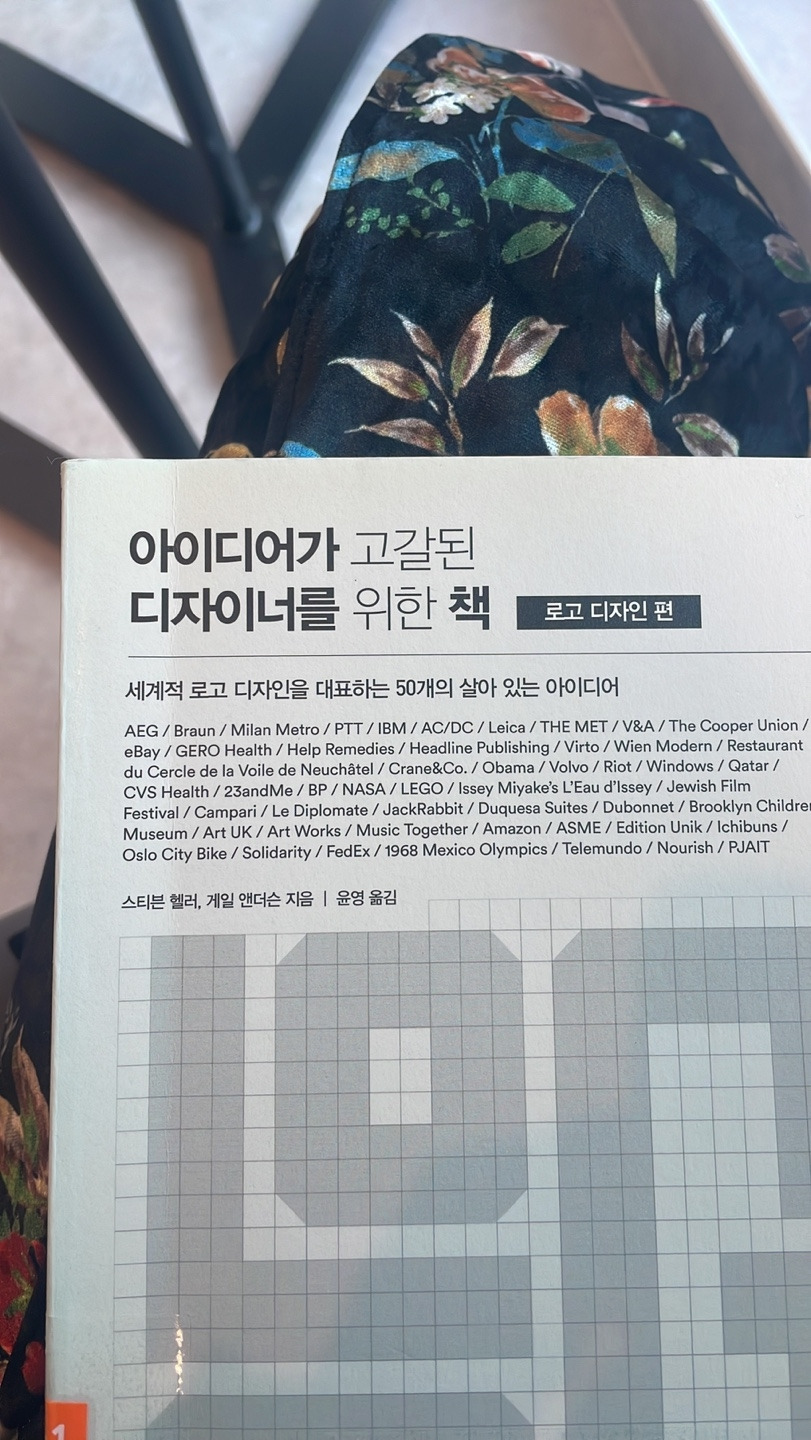 아이디어가 고갈된
디자이너를 위한 책 로고 디자인 편
세계적 로고 디자인을 대표하는 50개의 살아 있는 아이디어
AEG / Braun / Milan Metro / PTT / IBM / AC/DC / Leica / THE MET / V&A / The Cooper Union /
eBay / GERO Health / Help Remedies / Headline Publishing / Virto / Wien Modern / Restaurant
du Cercle de la Voile de Neuchâtel / Crane&Co. / Obama / Volvo / Riot / Windows / Qatar /
CVS Health / 23andMe / BP / NASA / LEGO / Issey Miyake's L'Eau d'Issey / Jewish Film
Festival / Campari / Le Diplomate / JackRabbit / Duquesa Suites / Dubonnet / Brooklyn Childre
Museum / Art UK / Art Works / Music Together / Amazon / ASME / Edition Unik / Ichibuns /
Oslo City Bike / Solidarity / FedEx / 1968 Mexico Olympics / Telemundo / Nourish / PJAIT
스티븐 헬러, 게일 앤더슨 지음 | 윤영 옮김
1